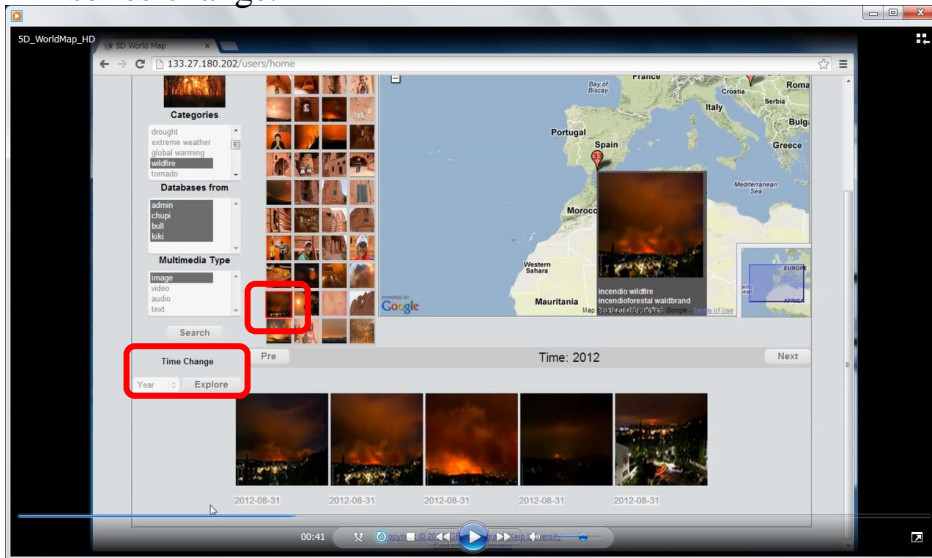 5D_WorldMap_HD
5D World Map
133.27.180.202/users/home
Categories
drought
extreme weather
global warming
wildfire
tornado
Databases from
admin
chupi
bull
kiki
Multimedia Type
image
video
audio
text
Search
Time Change
Year
Explore
Bay of
Biscay
France
Croatia
Roma
Serbia
Italy
Bulg
Portugal
Spain
Greece
33
Mediterranean
Sea
Morocc
Western
Sahara
Mauritania
EUROPE
AFRICA
incendio wildfire
incendioforestal waldbrand
POWERED BY
Google
Map
Terms of Use
Pre
Time: 2012
Next
2012-08-31
2012-08-31
2012-08-31
2012-08-31
2012-08-31
00:41